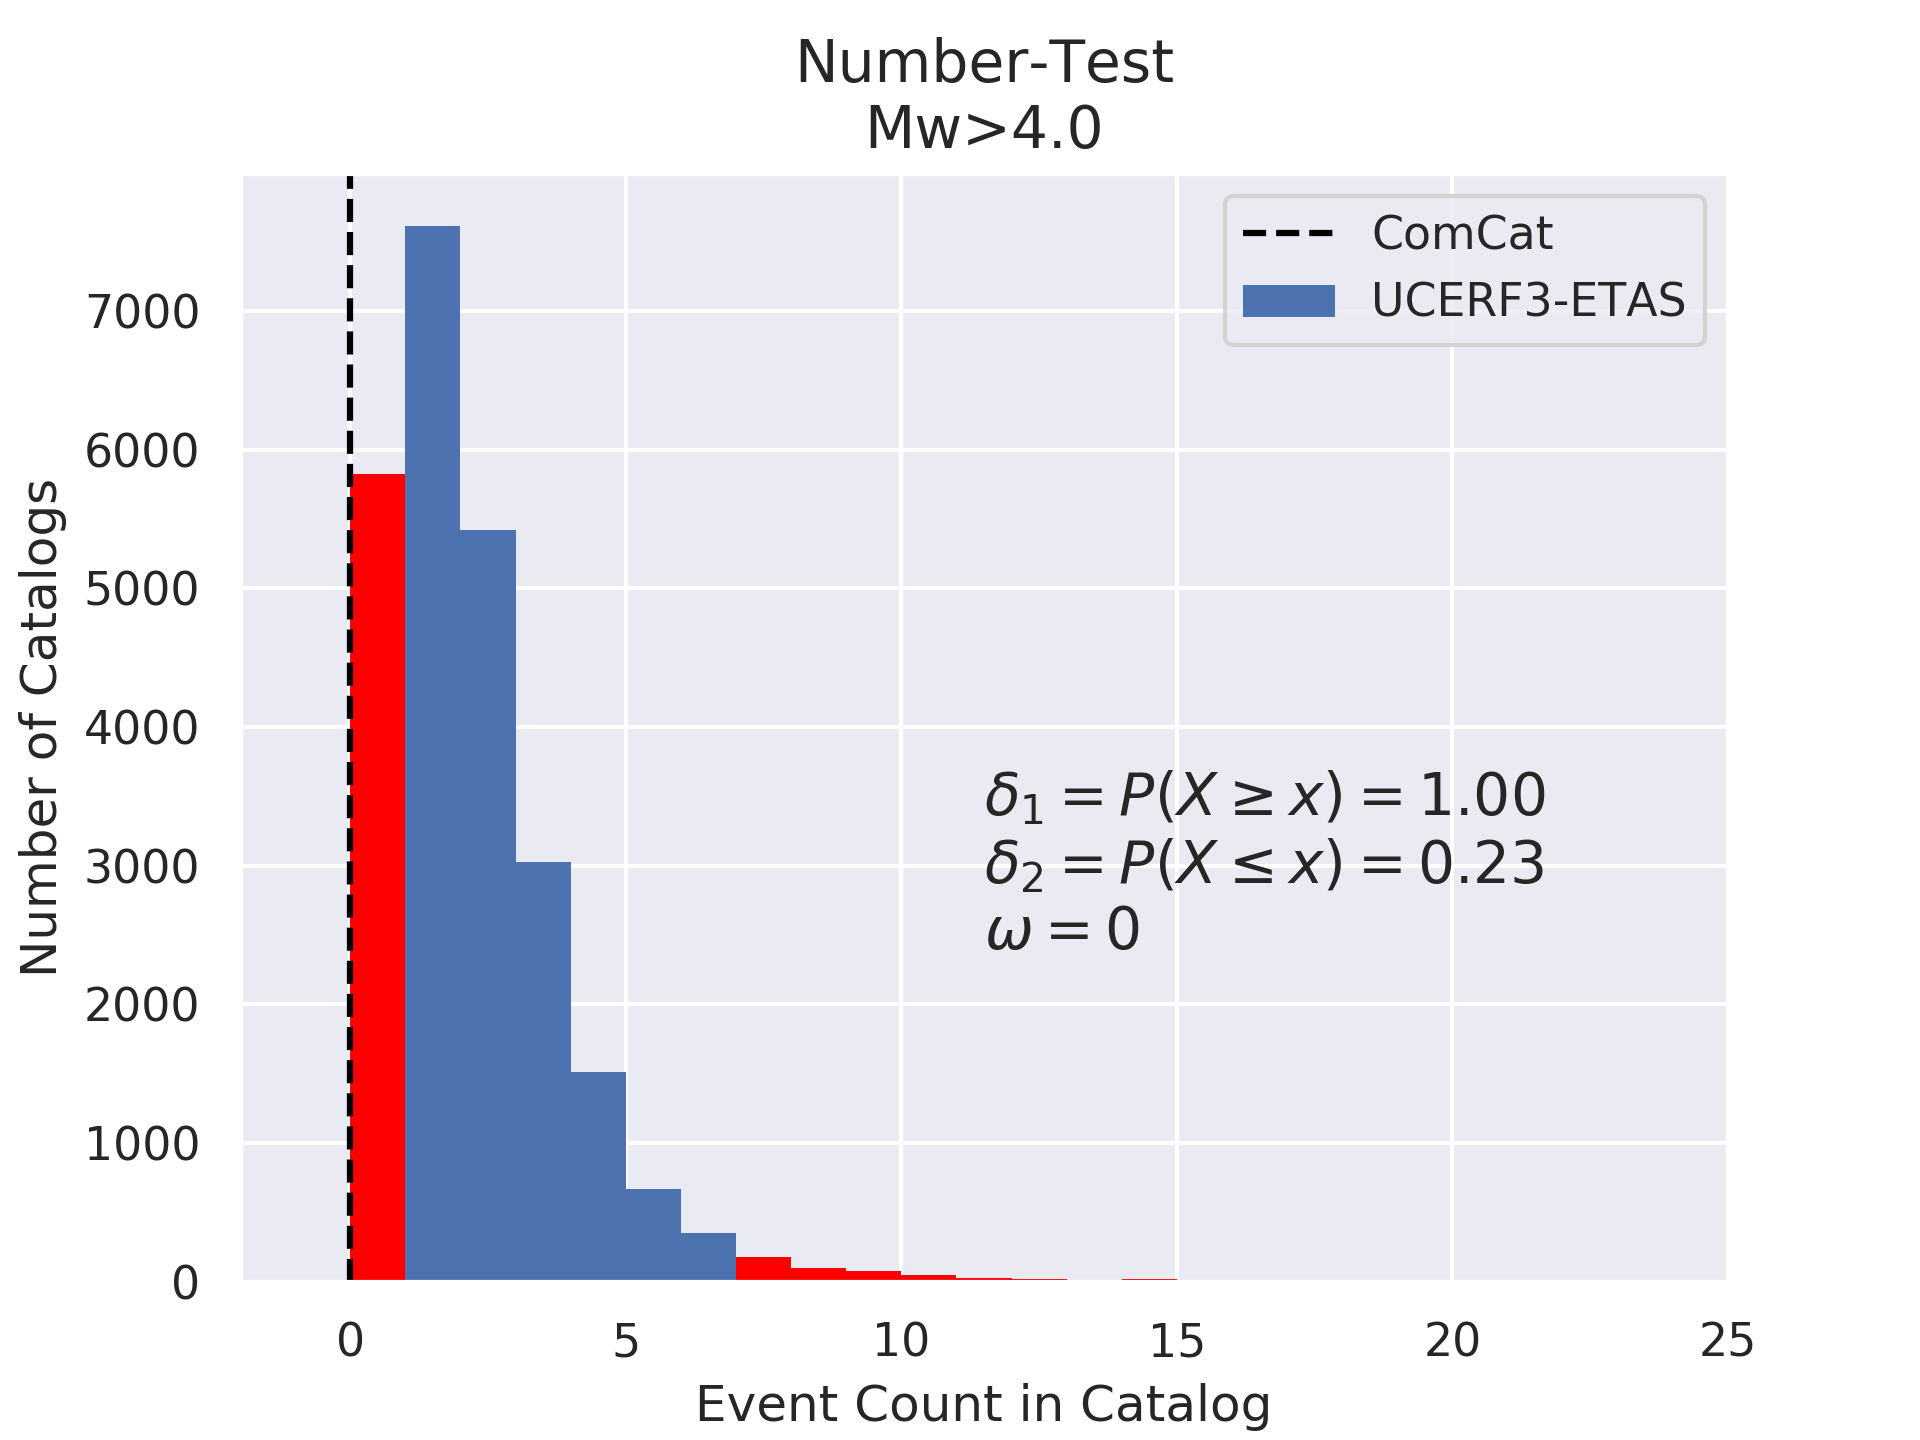 Number-Test
Mw>4.0
ComCat
UCERF3-ETAS
Number of Catalogs
7000
6000
5000
4000
3000
2000
1000
0
δ₁ = P(X ≥ x) = 1.00
δ₂ = P(X ≤ x) = 0.23
ω = 0
0 5 10 15 20 25
Event Count in Catalog